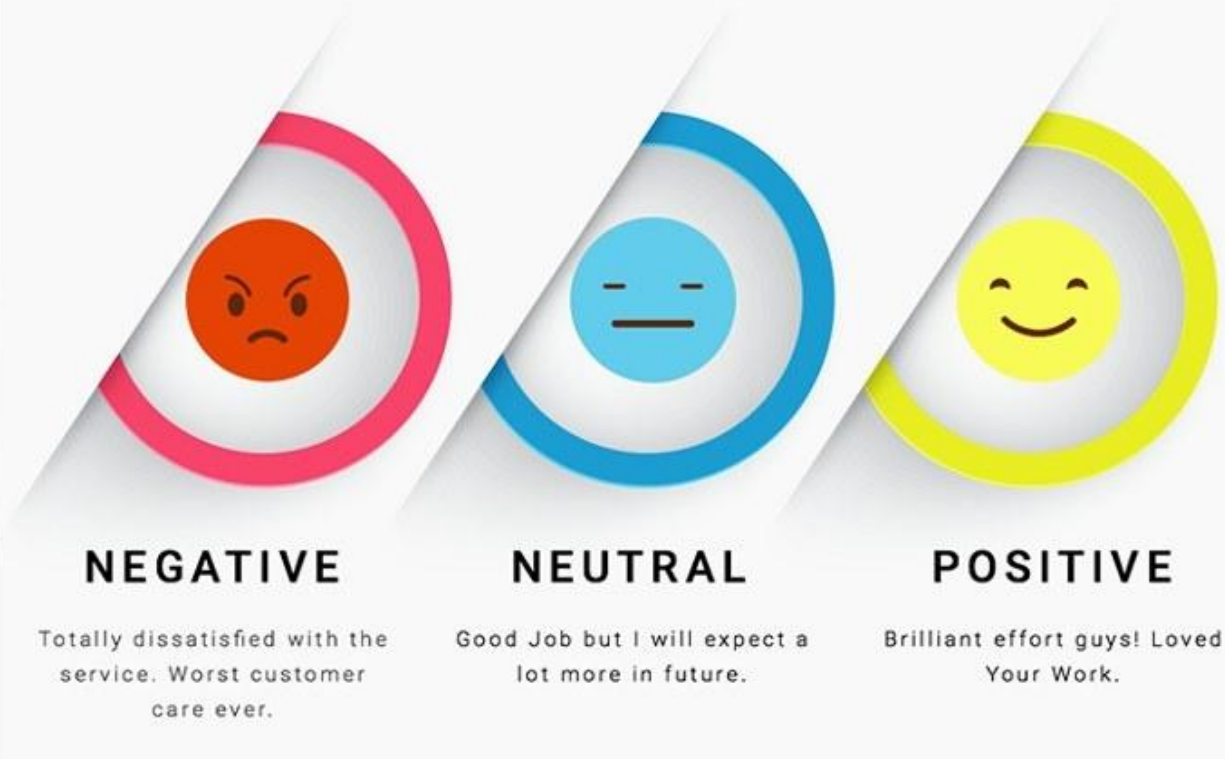 NEGATIVE
Totally dissatisfied with the
service. Worst customer
care ever.
NEUTRAL
Good Job but I will expect a
lot more in future.
POSITIVE
Brilliant effort guys! Loved
Your Work.